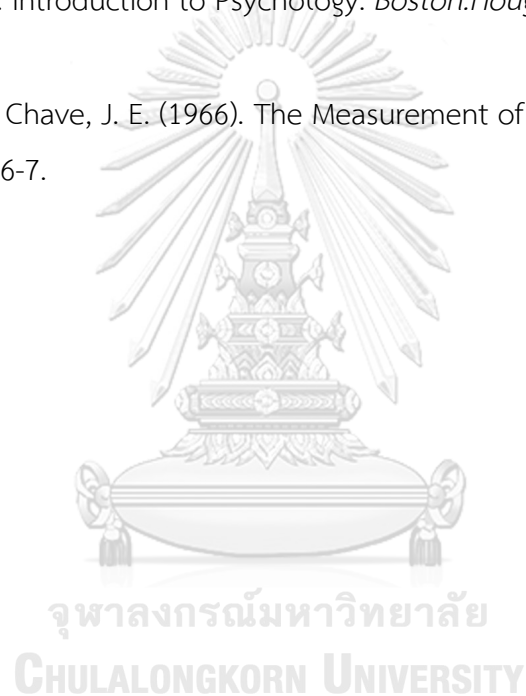 . Introduction to Psychology. Boston.Houg
Chave, J. E. (1966). The Measurement of
6-7.
จุฬาลงกรณ์มหาวิทยาลัย
CHULALONGKORN UNIVERSITY